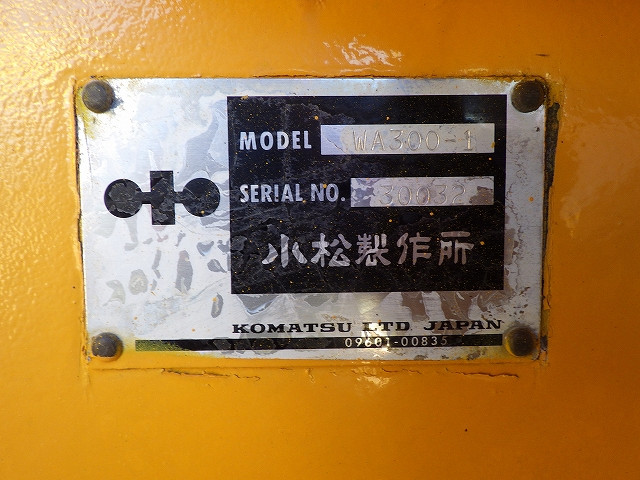 MODEL WA300-1
SERIAL NO. 30032
小松製作所
KOMATSU LTD JAPAN
09601-00835